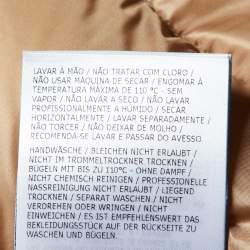 LAVAR À MÃO / NÃO TRATAR COM CLORO /
NÃO USAR MÁQUINA DE SECAR / ENGOMAR À
TEMPERATURA MÁXIMA DE 110 ºC - SEM
VAPOR / NÃO LAVAR A SECO / NÃO LAVAR
PROFISSIONALMENTE A HÚMIDO / SECAR
HORIZONTALMENTE / LAVAR SEPARADAMENTE
/ NÃO TORCER / NÃO DEIXAR DE MOLHO /
RECOMENDA-SE LAVAR E PASSAR DO AVESSO.
HANDWÄSCHE / BLEICHEN NICHT ERLAUBT /
NICHT IM TROMMELTROCKNER TROCKNEN /
BÜGELN MIT BIS ZU 110°C - OHNE DAMPF /
NICHT CHEMISCH REINIGEN / PROFESSIONELLE
NASSREINIGUNG NICHT ERLAUBT / LIEGEND
TROCKNEN / SEPARAT WASCHEN / NICHT
VERDREHEN ODER WRINGEN / NICHT
EINWEICHEN / ES IST EMPFEHLENSWERT DAS
BEKLEIDUNGSSTÜCK AUF DER RÜCKSEITE ZU
WASCHEN UND BÜGELN.